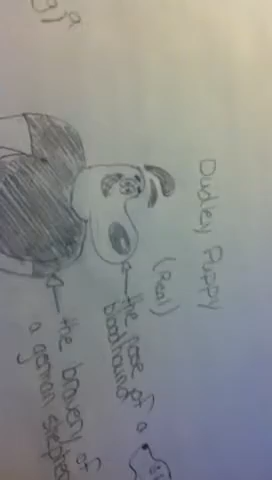 Dudley Puppy
(Real)
the nose of a
bloodhound
the bravery of
a german shepherd